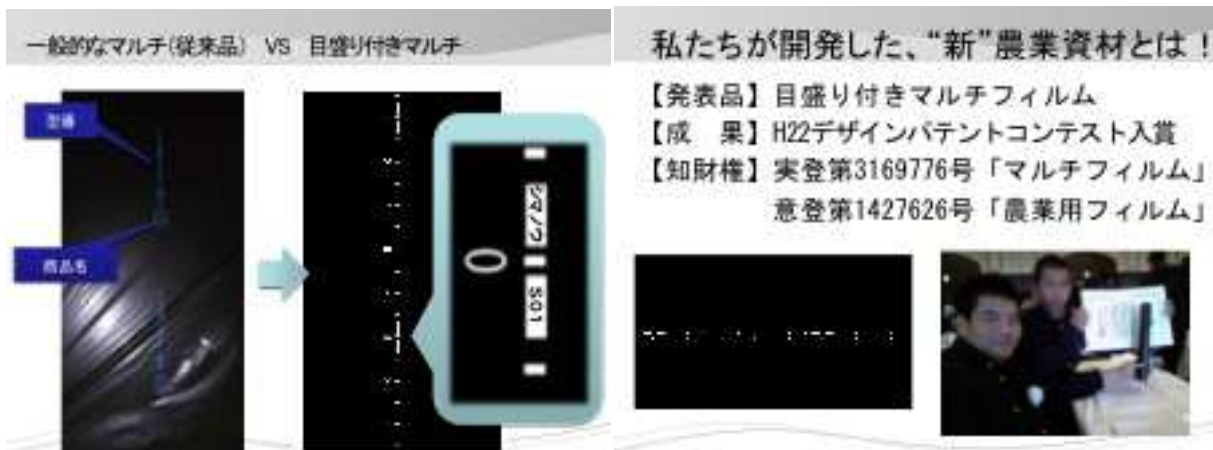 一般的なマルチ(従来品) VS 目盛り付きマルチ
型番
商品名
シマノワ
S01
私たちが開発した、“新”農業資材とは！
【発表品】目盛り付きマルチフィルム
【成　果】H22デザインパテントコンテスト入賞
【知財権】実登第3169776号「マルチフィルム」
意登第1427626号「農業用フィルム」